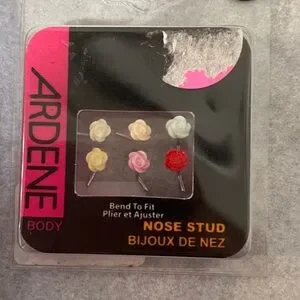 ARDENE
BODY
Bend To Fit
Plier et Ajuster
NOSE STUD
BIJOUX DE NEZ